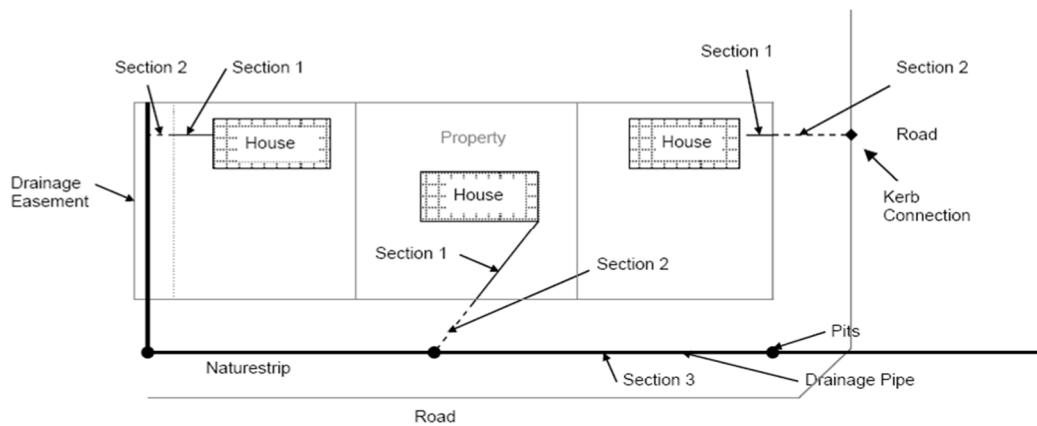 Section 1
Section 2
Section 1
Section 2
House
Property
House
Road
Drainage
Easement
House
Kerb
Connection
Section 1
Section 2
Pits
Naturestrip
Section 3
Drainage Pipe
Road